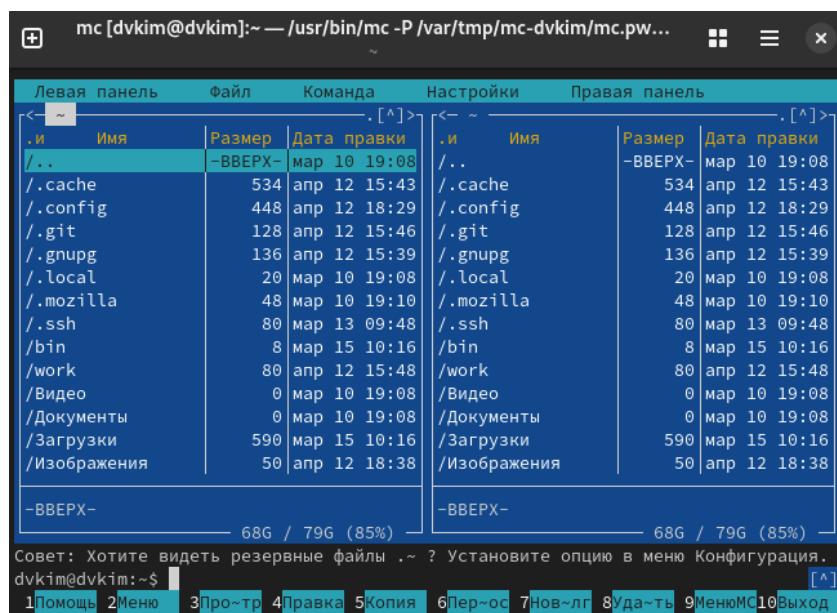 mc [dvkim@dvkim]:~ — /usr/bin/mc -P /var/tmp/mc-dvkim/mc.pw…
~
Левая панель Файл Команда Настройки Правая панель
<— ~ .[^]> <— ~ .[^]>
.и Имя Размер Дата правки .и Имя Размер Дата правки
/.. -ВВЕРХ- мар 10 19:08 /.. -ВВЕРХ- мар 10 19:08
/.cache 534 апр 12 15:43 /.cache 534 апр 12 15:43
/.config 448 апр 12 18:29 /.config 448 апр 12 18:29
/.git 128 апр 12 15:46 /.git 128 апр 12 15:46
/.gnupg 136 апр 12 15:39 /.gnupg 136 апр 12 15:39
/.local 20 мар 10 19:08 /.local 20 мар 10 19:08
/.mozilla 48 мар 10 19:10 /.mozilla 48 мар 10 19:10
/.ssh 80 мар 13 09:48 /.ssh 80 мар 13 09:48
/bin 8 мар 15 10:16 /bin 8 мар 15 10:16
/work 80 апр 12 15:48 /work 80 апр 12 15:48
/Видео 0 мар 10 19:08 /Видео 0 мар 10 19:08
/Документы 0 мар 10 19:08 /Документы 0 мар 10 19:08
/Загрузки 590 мар 15 10:16 /Загрузки 590 мар 15 10:16
/Изображения 50 апр 12 18:38 /Изображения 50 апр 12 18:38
-ВВЕРХ- -ВВЕРХ-
68G / 79G (85%) 68G / 79G (85%)
Совет: Хотите видеть резервные файлы .~ ? Установите опцию в меню Конфигурация.
dvkim@dvkim:~$ [^]
1Помощь 2Меню 3Про~тр 4Правка 5Копия 6Пер~ос 7Нов~лг 8Уда~ть 9МенюMC 10Выход